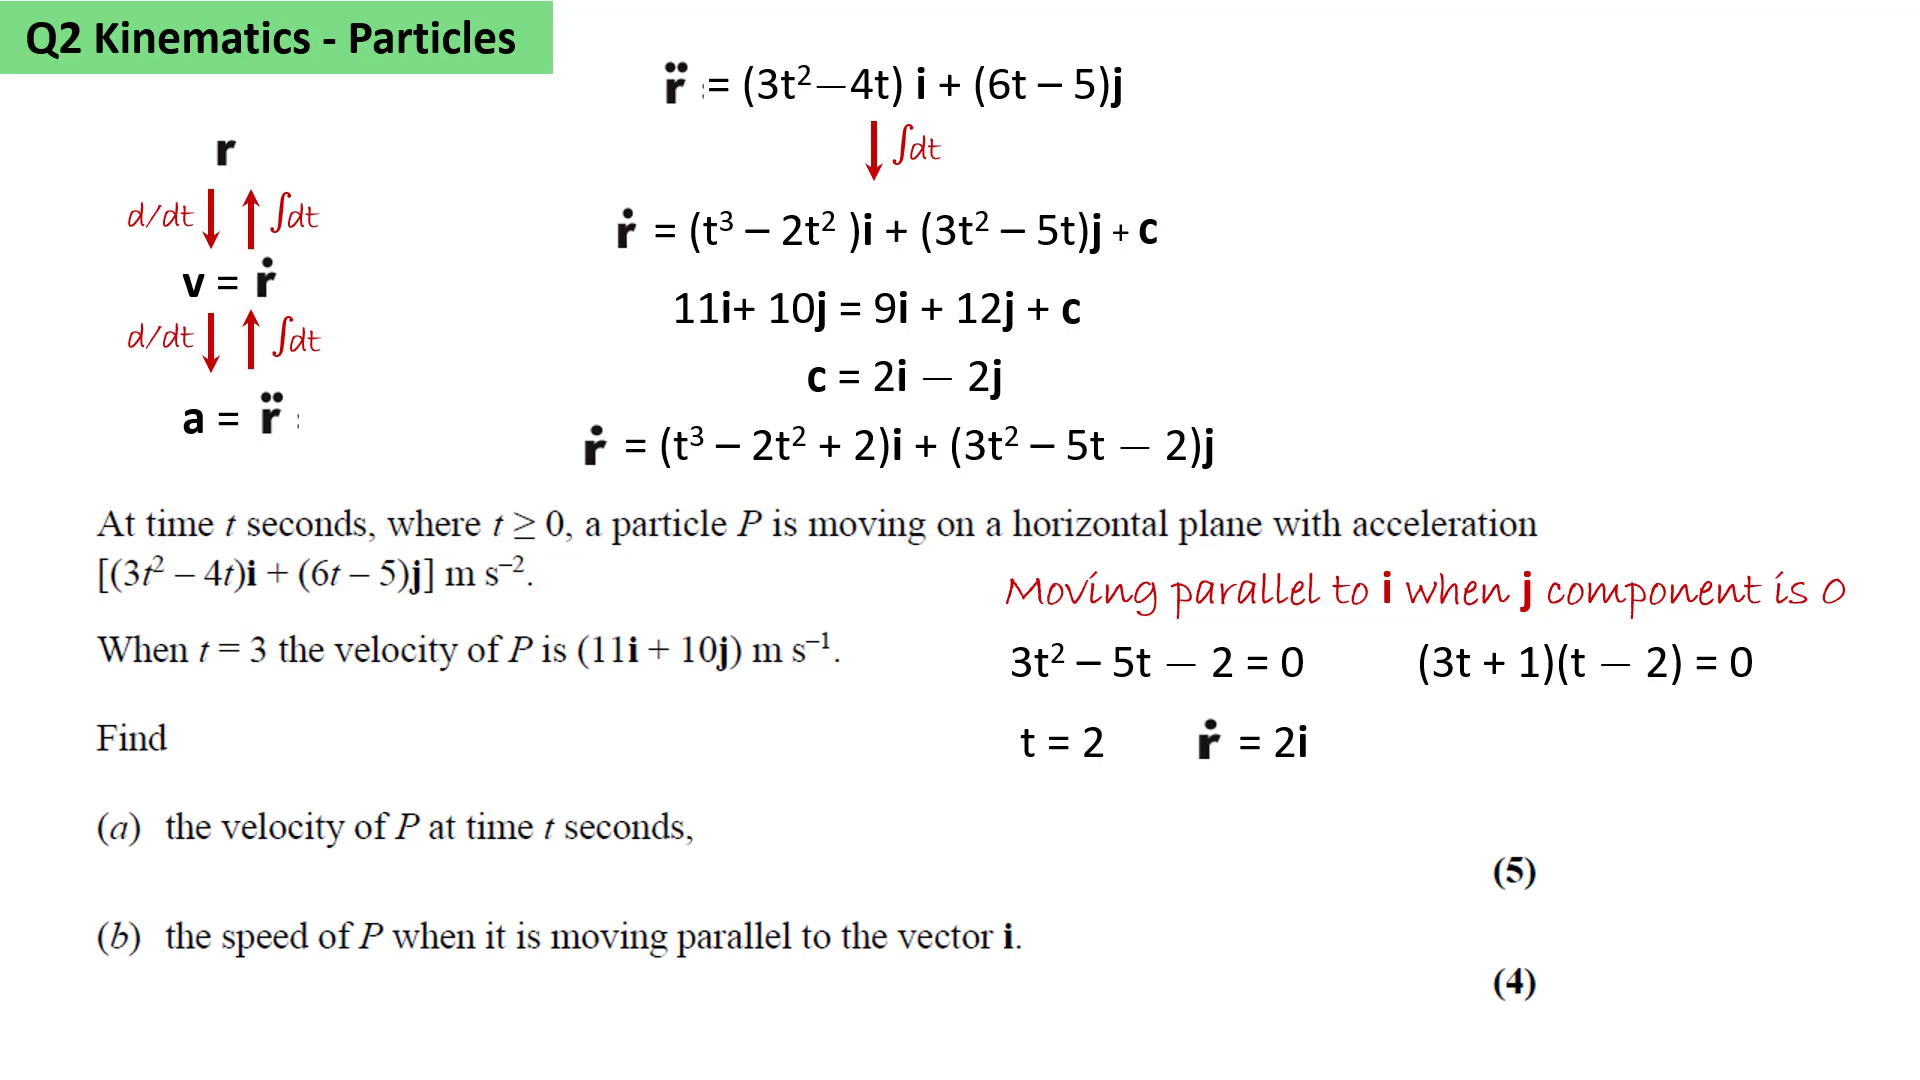 Q2 Kinematics - Particles
r̈ := (3t²—4t) i + (6t – 5)j
∫dt
ṙ = (t³ – 2t² )i + (3t² – 5t)j + c
11i+ 10j = 9i + 12j + c
c = 2i — 2j
ṙ = (t³ – 2t² + 2)i + (3t² – 5t — 2)j
r
d/dt ∫dt
v = ṙ
d/dt ∫dt
a = r̈ :
At time t seconds, where t ≥ 0, a particle P is moving on a horizontal plane with acceleration
[(3t² – 4t)i + (6t – 5)j] m s⁻².
When t = 3 the velocity of P is (11i + 10j) m s⁻¹.
Find
(a) the velocity of P at time t seconds,
(5)
(b) the speed of P when it is moving parallel to the vector i.
(4)
Moving parallel to i when j component is 0
3t² – 5t — 2 = 0 (3t + 1)(t — 2) = 0
t = 2 ṙ = 2i